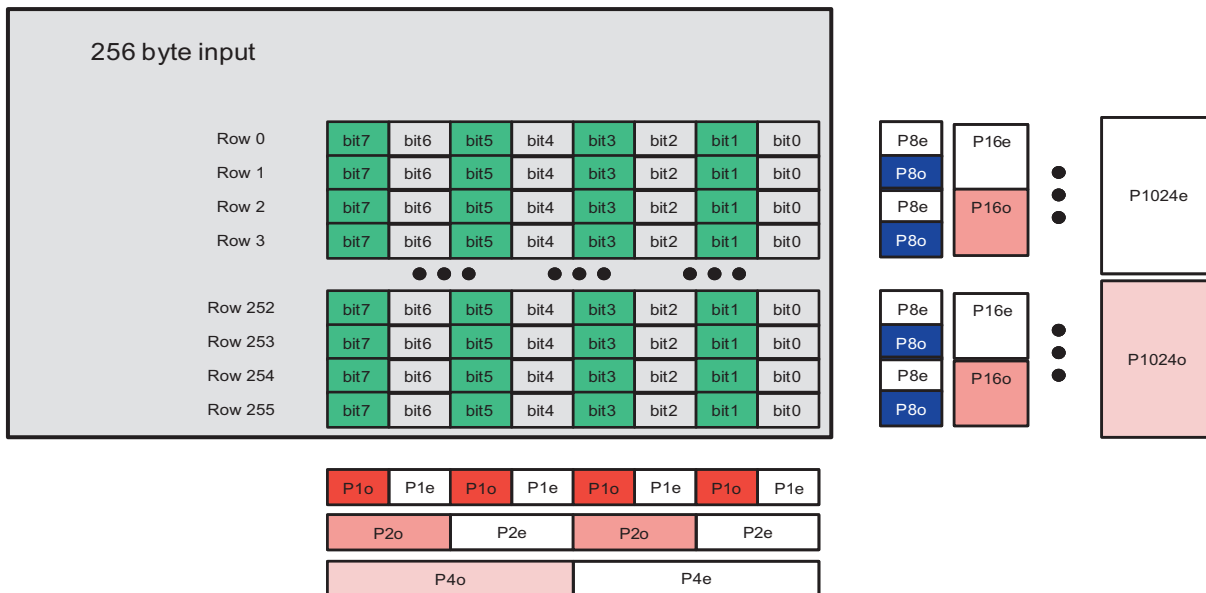 256 byte input
Row 0 bit7 bit6 bit5 bit4 bit3 bit2 bit1 bit0 P8e P16e P1024e
Row 1 bit7 bit6 bit5 bit4 bit3 bit2 bit1 bit0 P8o
Row 2 bit7 bit6 bit5 bit4 bit3 bit2 bit1 bit0 P8e P16o
Row 3 bit7 bit6 bit5 bit4 bit3 bit2 bit1 bit0 P8o
Row 252 bit7 bit6 bit5 bit4 bit3 bit2 bit1 bit0 P8e P16e P1024o
Row 253 bit7 bit6 bit5 bit4 bit3 bit2 bit1 bit0 P8o
Row 254 bit7 bit6 bit5 bit4 bit3 bit2 bit1 bit0 P8e P16o
Row 255 bit7 bit6 bit5 bit4 bit3 bit2 bit1 bit0 P8o
P1o P1e P1o P1e P1o P1e P1o P1e
P2o P2e P2o P2e
P4o P4e